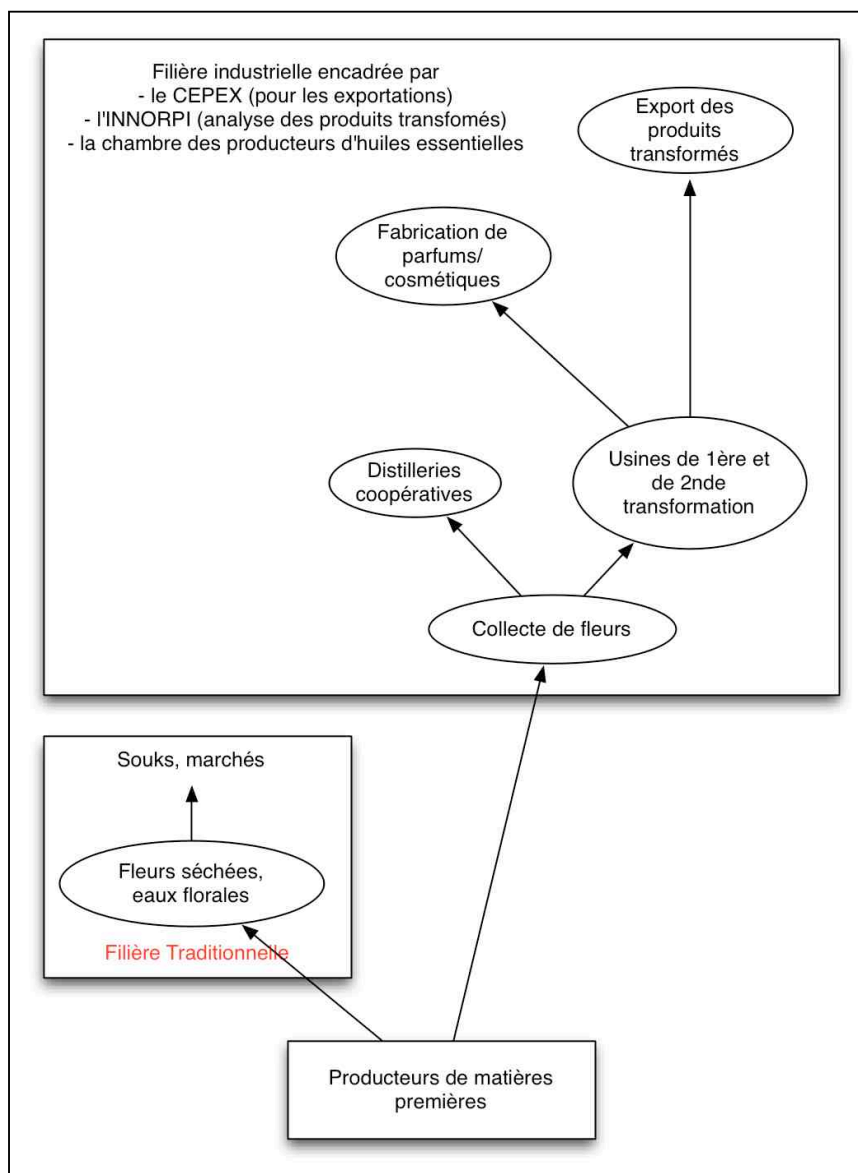 Filière industrielle encadrée par
- le CEPEX (pour les exportations)
- l'INNORPI (analyse des produits transfomés)
- la chambre des producteurs d'huiles essentielles
Export des
produits
transformés
Fabrication de
parfums/
cosmétiques
Distilleries
coopératives
Usines de 1ère et
de 2nde
transformation
Collecte de fleurs
Souks, marchés
Fleurs séchées,
eaux florales
Filière Traditionnelle
Producteurs de matières
premières